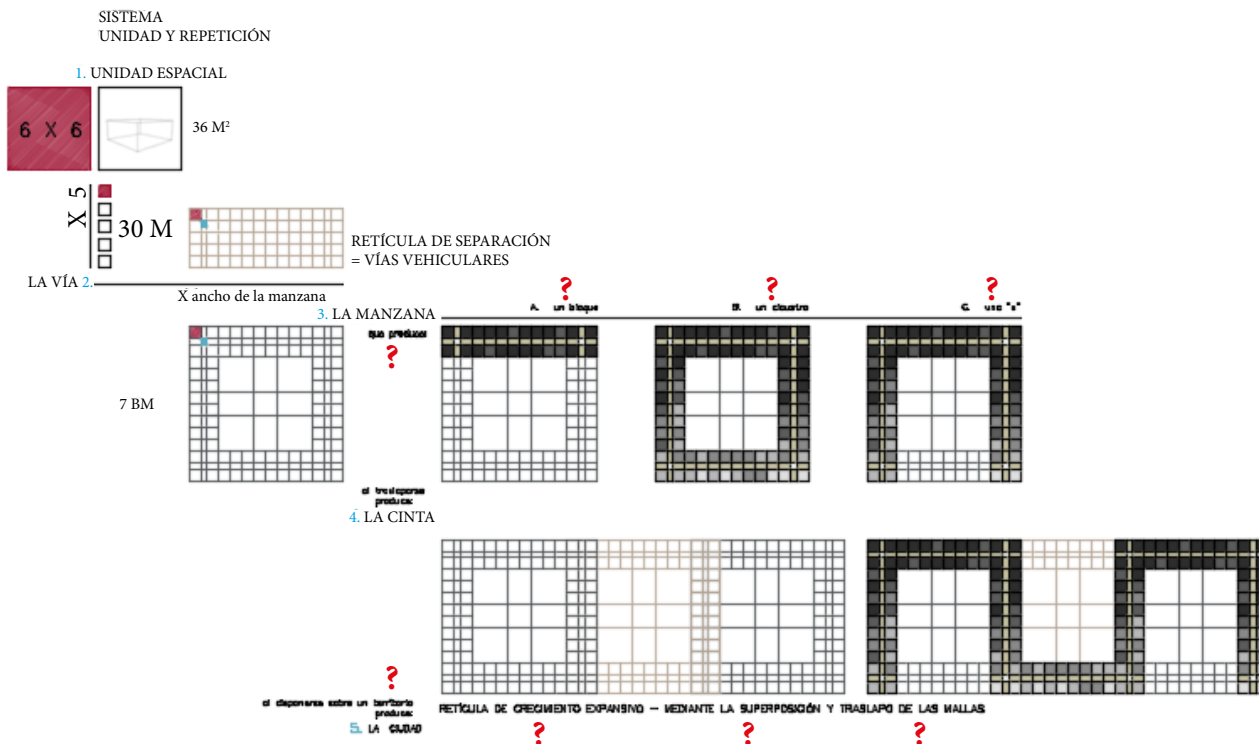 SISTEMA
UNIDAD Y REPETICIÓN
1. UNIDAD ESPACIAL
6 X 6
36 M²
X 5
30 M
RETÍCULA DE SEPARACIÓN
= VÍAS VEHICULARES
LA VÍA 2.
X ancho de la manzana
? ? ?
3. LA MANZANA
A. un bloque
B. un claustro
C. una "s"
que produce:
?
7 BM
al traslaparse
produce:
4. LA CINTA
?
al disponerse sobre un territorio
produce:
5. LA CIUDAD
RETÍCULA DE CRECIMIENTO EXPANSIVO — MEDIANTE LA SUPERPOSICIÓN Y TRASLAPO DE LAS MALLAS
? ? ?